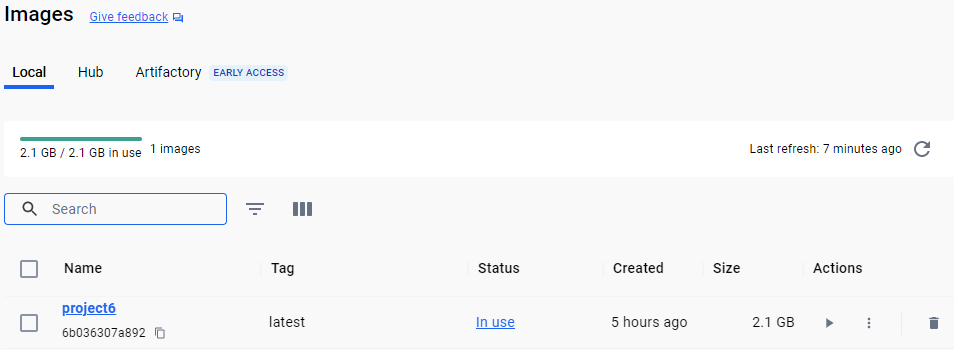 Images Give feedback
Local Hub Artifactory EARLY ACCESS
2.1 GB / 2.1 GB in use 1 images Last refresh: 7 minutes ago
Search
Name Tag Status Created Size Actions
project6 latest In use 5 hours ago 2.1 GB
6b036307a892